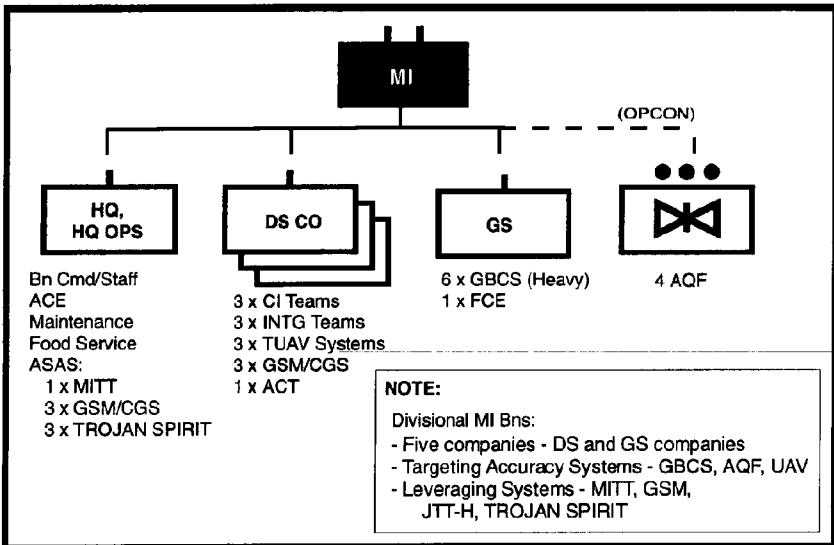 MI
(OPCON)
HQ,
HQ OPS
DS CO
GS
Bn Cmd/Staff
ACE
Maintenance
Food Service
ASAS:
1 x MITT
3 x GSM/CGS
3 x TROJAN SPIRIT
3 x CI Teams
3 x INTG Teams
3 x TUAV Systems
3 x GSM/CGS
1 x ACT
6 x GBCS (Heavy)
1 x FCE
4 AQF
NOTE:
Divisional MI Bns:
- Five companies - DS and GS companies
- Targeting Accuracy Systems - GBCS, AQF, UAV
- Leveraging Systems - MITT, GSM,
JTT-H, TROJAN SPIRIT